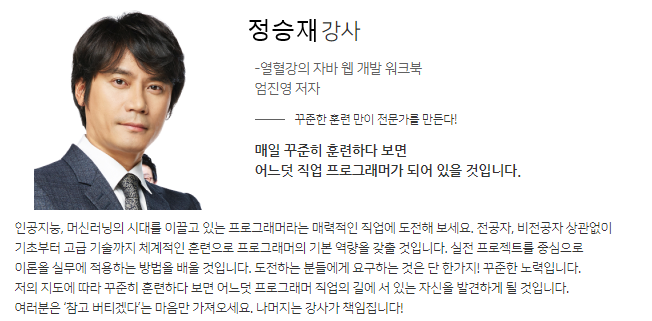 정승재 강사
-열혈강의 자바 웹 개발 워크북
엄진영 저자
꾸준한 훈련 만이 전문가를 만든다!
매일 꾸준히 훈련하다 보면
어느덧 직업 프로그래머가 되어 있을 것입니다.
인공지능, 머신러닝의 시대를 이끌고 있는 프로그래머라는 매력적인 직업에 도전해 보세요. 전공자, 비전공자 상관없이
기초부터 고급 기술까지 체계적인 훈련으로 프로그래머의 기본 역량을 갖출 것입니다. 실전 프로젝트를 중심으로
이론을 실무에 적용하는 방법을 배울 것입니다. 도전하는 분들에게 요구하는 것은 단 한가지! 꾸준한 노력입니다.
저의 지도에 따라 꾸준히 훈련하다 보면 어느덧 프로그래머 직업의 길에 서 있는 자신을 발견하게 될 것입니다.
여러분은 ‘참고 버티겠다’는 마음만 가져오세요. 나머지는 강사가 책임집니다!